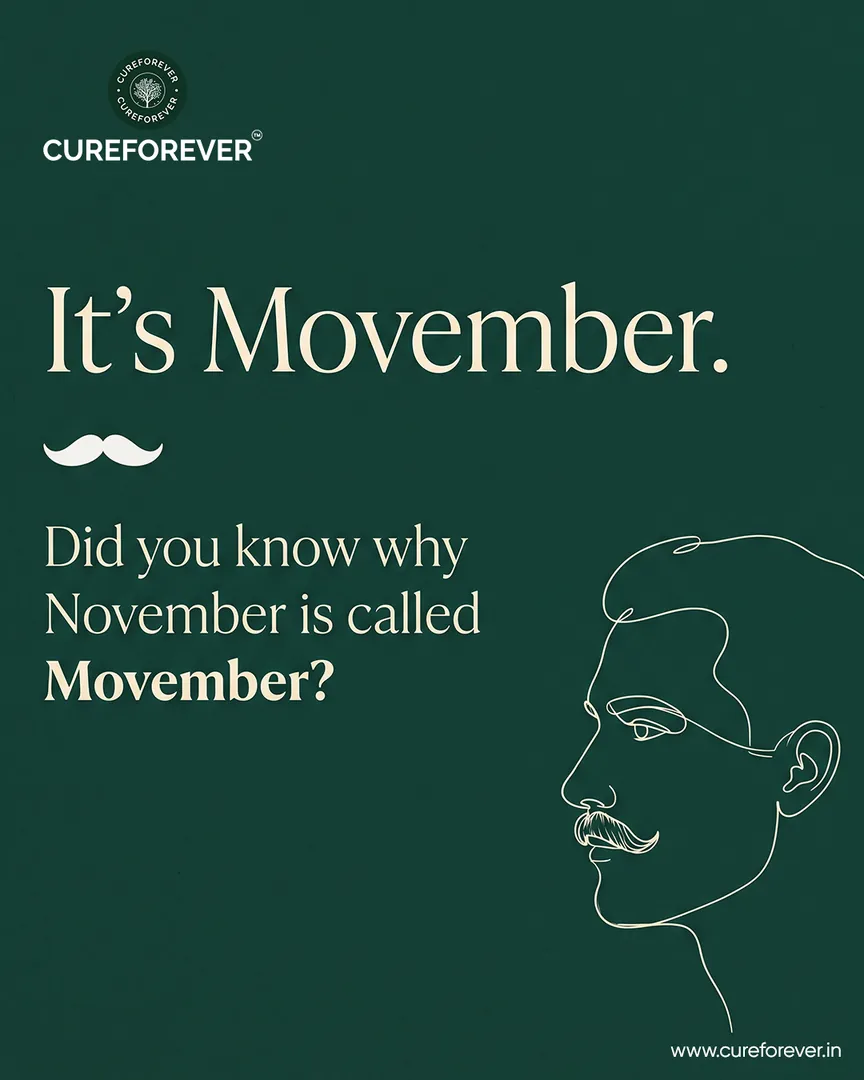 CUREFOREVER
CUREFOREVER
CUREFOREVER™
It’s Movember.
Did you know why
November is called
Movember?
www.cureforever.in